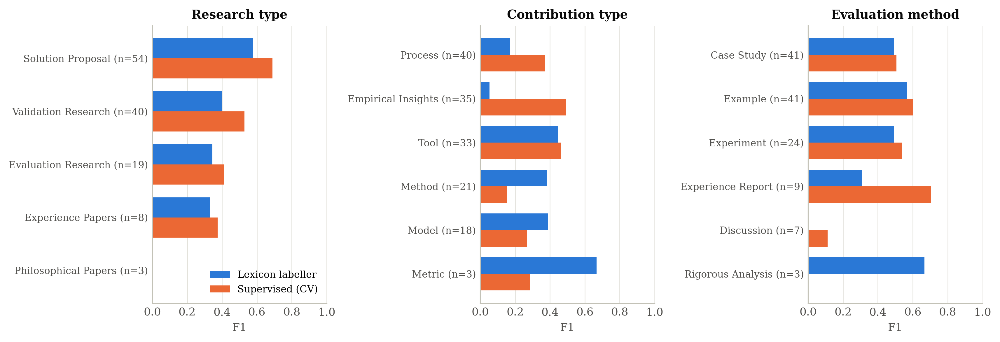 Research type
Solution Proposal (n=54)
Validation Research (n=40)
Evaluation Research (n=19)
Experience Papers (n=8)
Philosophical Papers (n=3)
Lexicon labeller
Supervised (CV)
0.0 0.2 0.4 0.6 0.8 1.0
F1
Contribution type
Process (n=40)
Empirical Insights (n=35)
Tool (n=33)
Method (n=21)
Model (n=18)
Metric (n=3)
0.0 0.2 0.4 0.6 0.8 1.0
F1
Evaluation method
Case Study (n=41)
Example (n=41)
Experiment (n=24)
Experience Report (n=9)
Discussion (n=7)
Rigorous Analysis (n=3)
0.0 0.2 0.4 0.6 0.8 1.0
F1